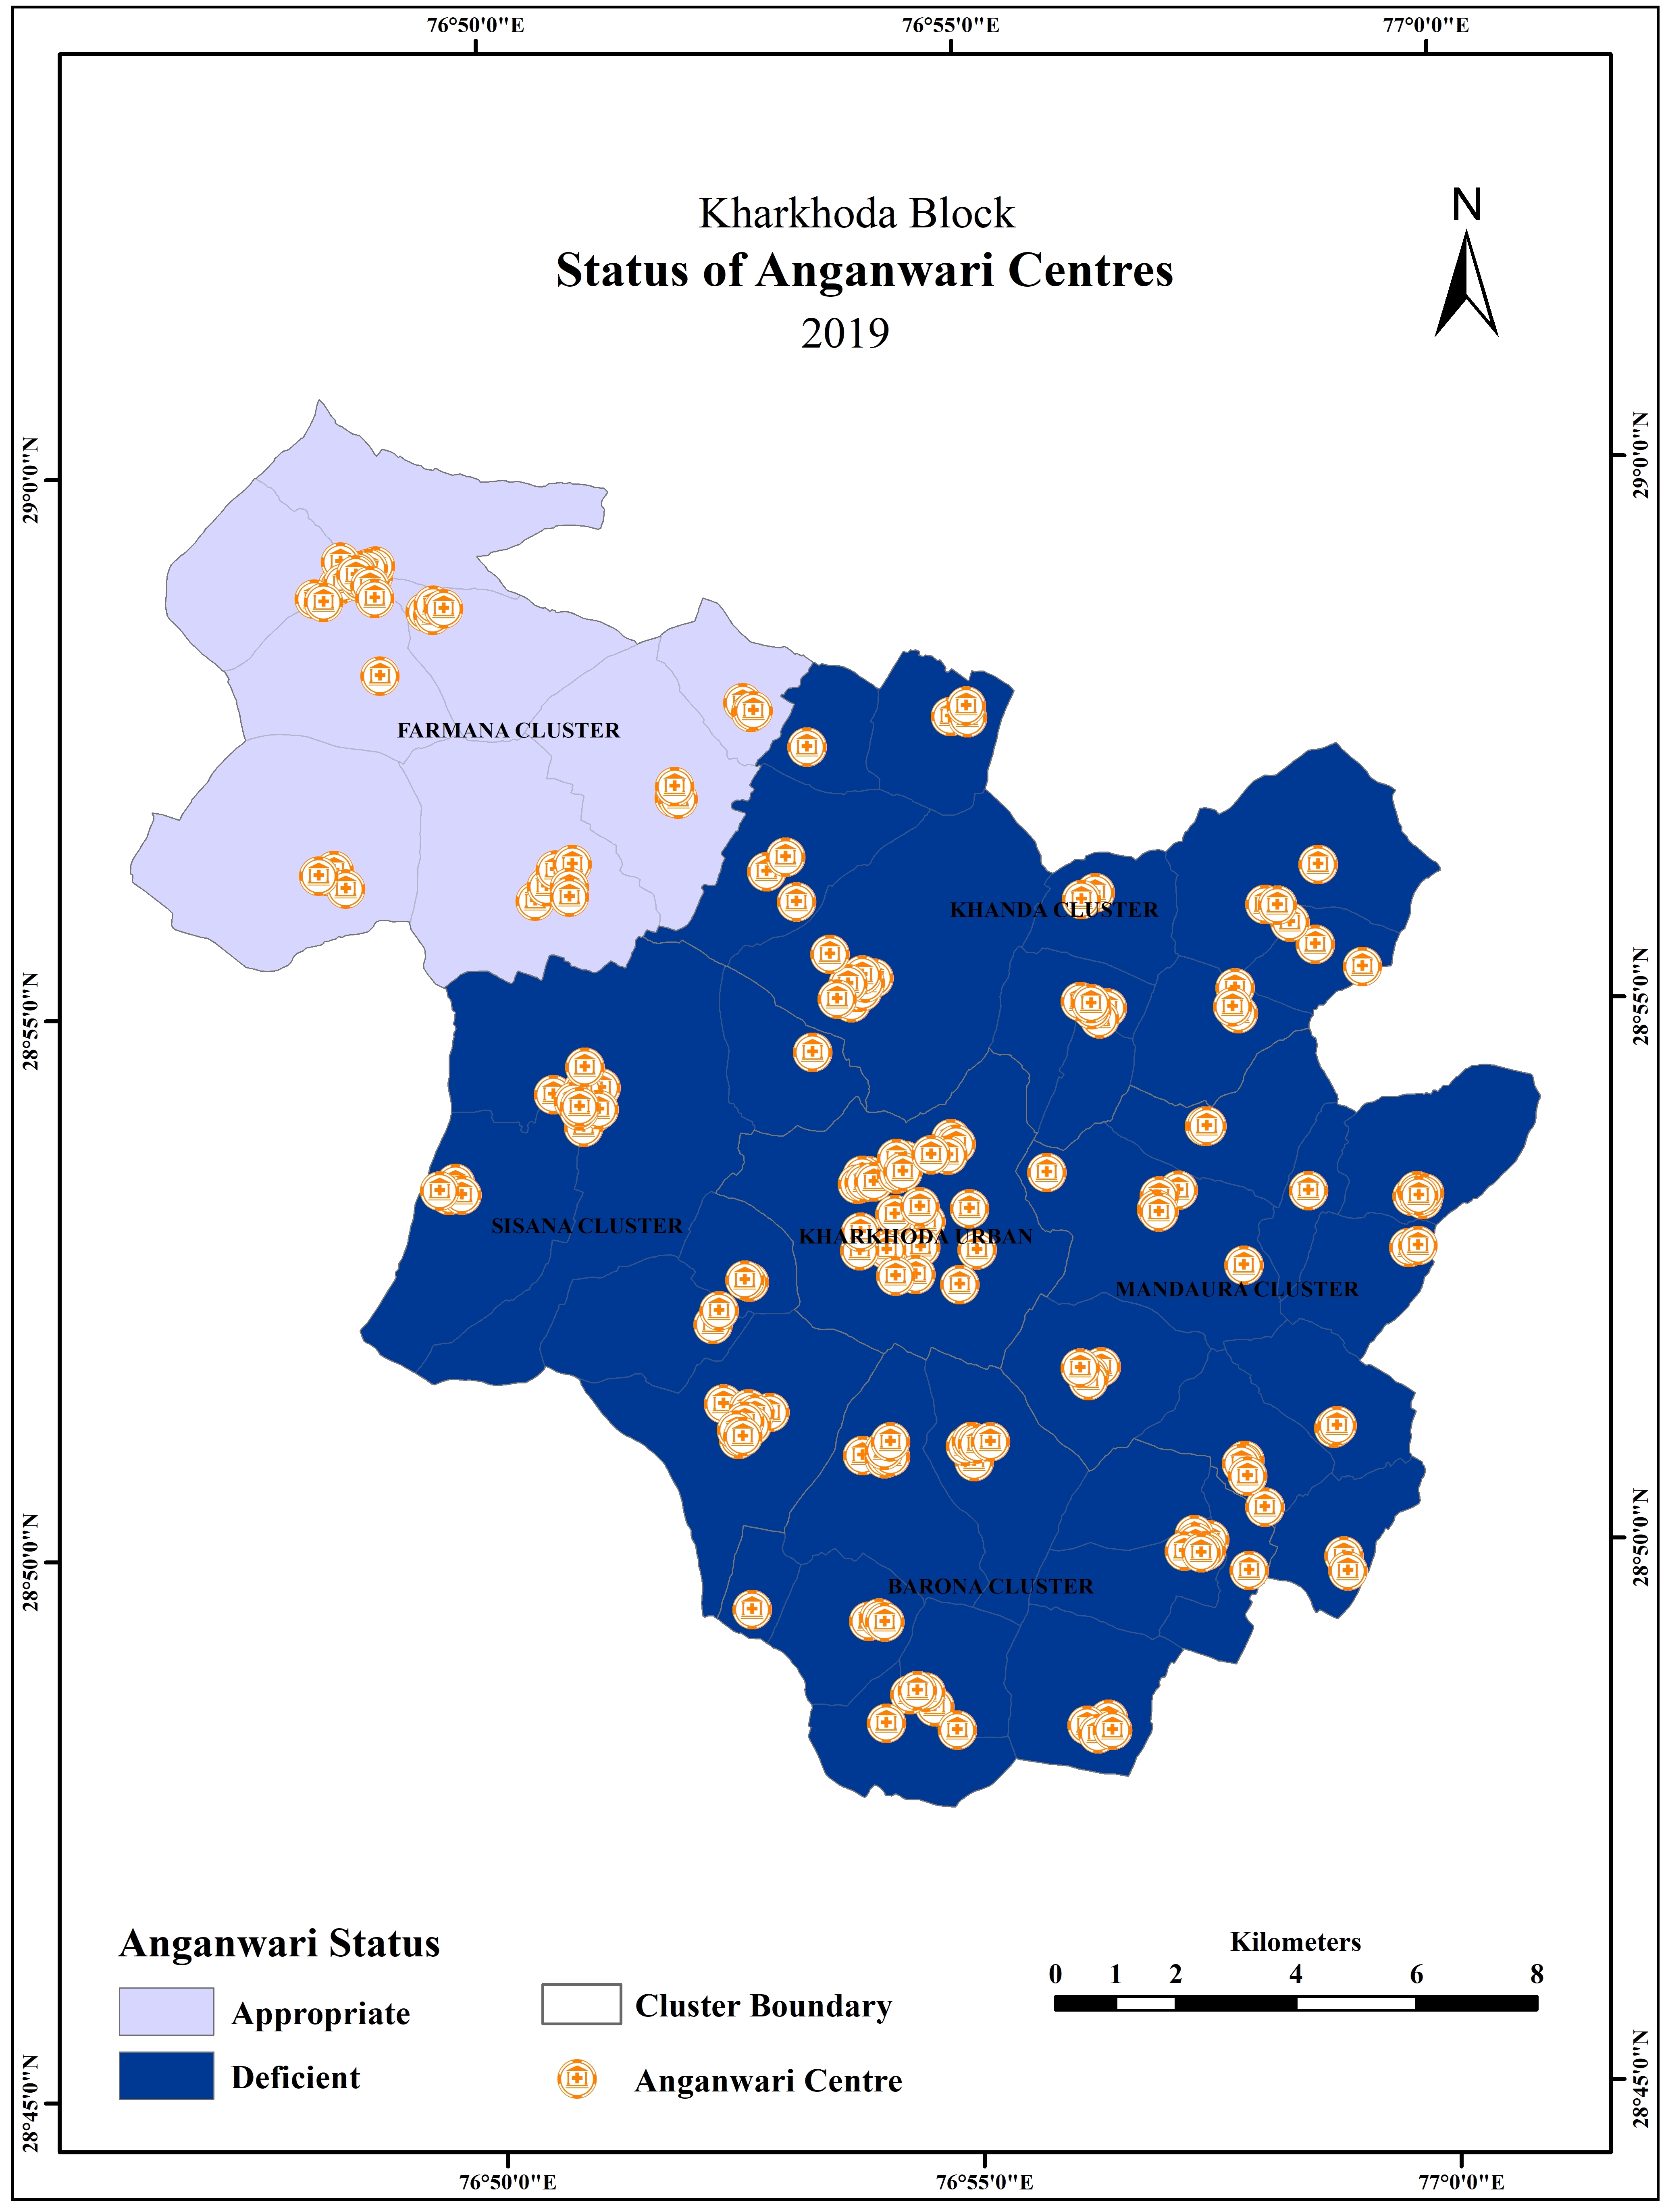 76°50'0"E 76°55'0"E 77°0'0"E
Kharkhoda Block
Status of Anganwari Centres
2019
N
29°0'0"N
29°0'0"N
FARMANA CLUSTER
KHANDA CLUSTER
28°55'0"N
28°55'0"N
SISANA CLUSTER
KHARKHODA URBAN
MANDAURA CLUSTER
28°50'0"N
28°50'0"N
BARONA CLUSTER
Anganwari Status
Appropriate
Deficient
Cluster Boundary
Anganwari Centre
Kilometers
0 1 2 4 6 8
28°45'0"N
28°45'0"N
76°50'0"E 76°55'0"E 77°0'0"E